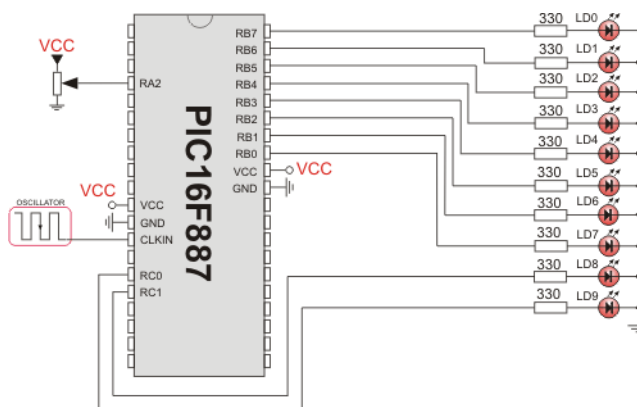 VCC
RA2
VCC
OSCILLATOR
VCC
GND
CLKIN
RC0
RC1
PIC16F887
RB7
RB6
RB5
RB4
RB3
RB2
RB1
RB0
VCC
GND
VCC
330 LD0
330 LD1
330 LD2
330 LD3
330 LD4
330 LD5
330 LD6
330 LD7
330 LD8
330 LD9